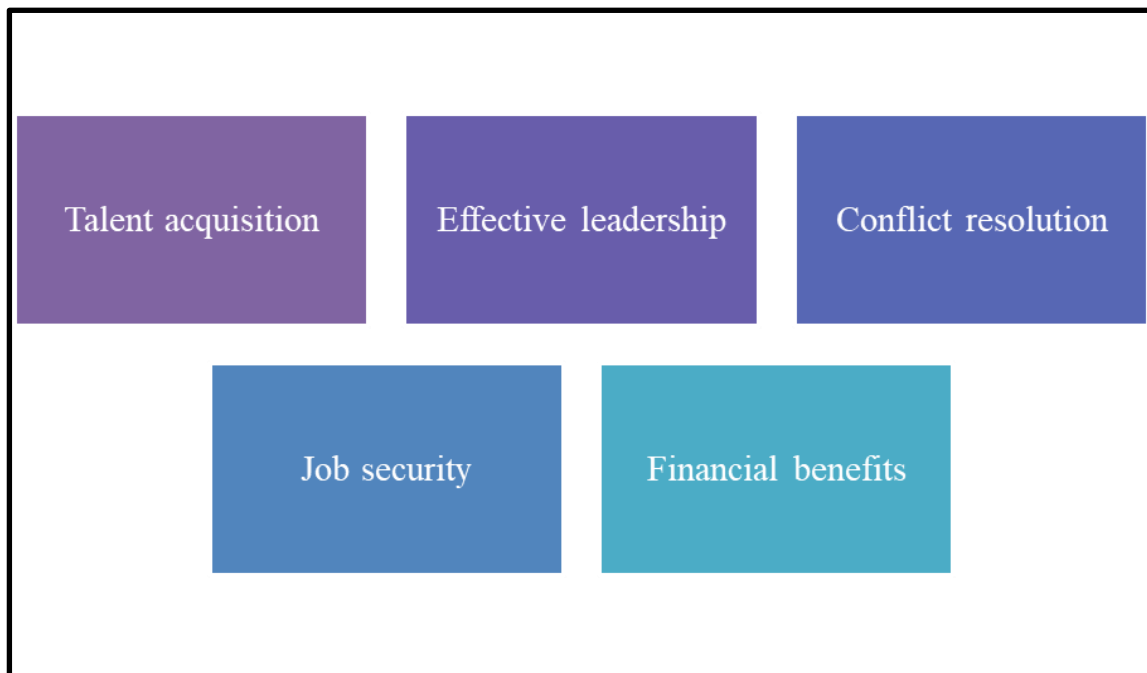 Talent acquisition
Effective leadership
Conflict resolution
Job security
Financial benefits